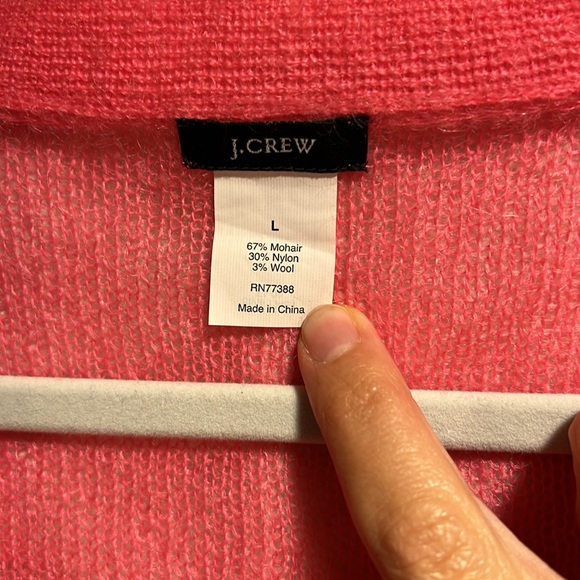 J.CREW
L
67% Mohair
30% Nylon
3% Wool
RN77388
Made in China